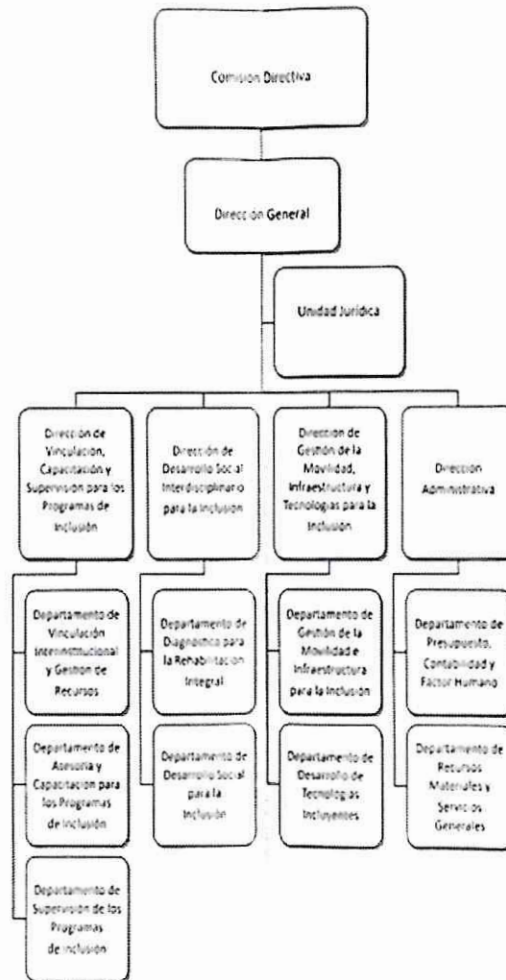 Comisión Directiva
Dirección General
Unidad Jurídica
Dirección de
Vinculación,
Capacitación y
Supervisión para los
Programas de
Inclusión
Dirección de
Desarrollo Social
Interdisciplinario
para la Inclusión
Dirección de
Gestión de la
Movilidad,
Infraestructura y
Tecnologías para la
Inclusión
Dirección
Administrativa
Departamento de
Vinculación
Interinstitucional
y Gestión de
Recursos
Departamento de
Diagnóstico para
la Rehabilitación
Integral
Departamento de
Gestión de la
Movilidad e
Infraestructura
para la Inclusión
Departamento de
Presupuesto,
Contabilidad y
Factor Humano
Departamento de
Asesoría y
Capacitación para
los Programas
de Inclusión
Departamento de
Desarrollo Social
para la
Inclusión
Departamento de
Desarrollo de
Tecnologías
Incluyentes
Departamento de
Recursos
Materiales y
Servicios
Generales
Departamento de
Supervisión de los
Programas
de Inclusión